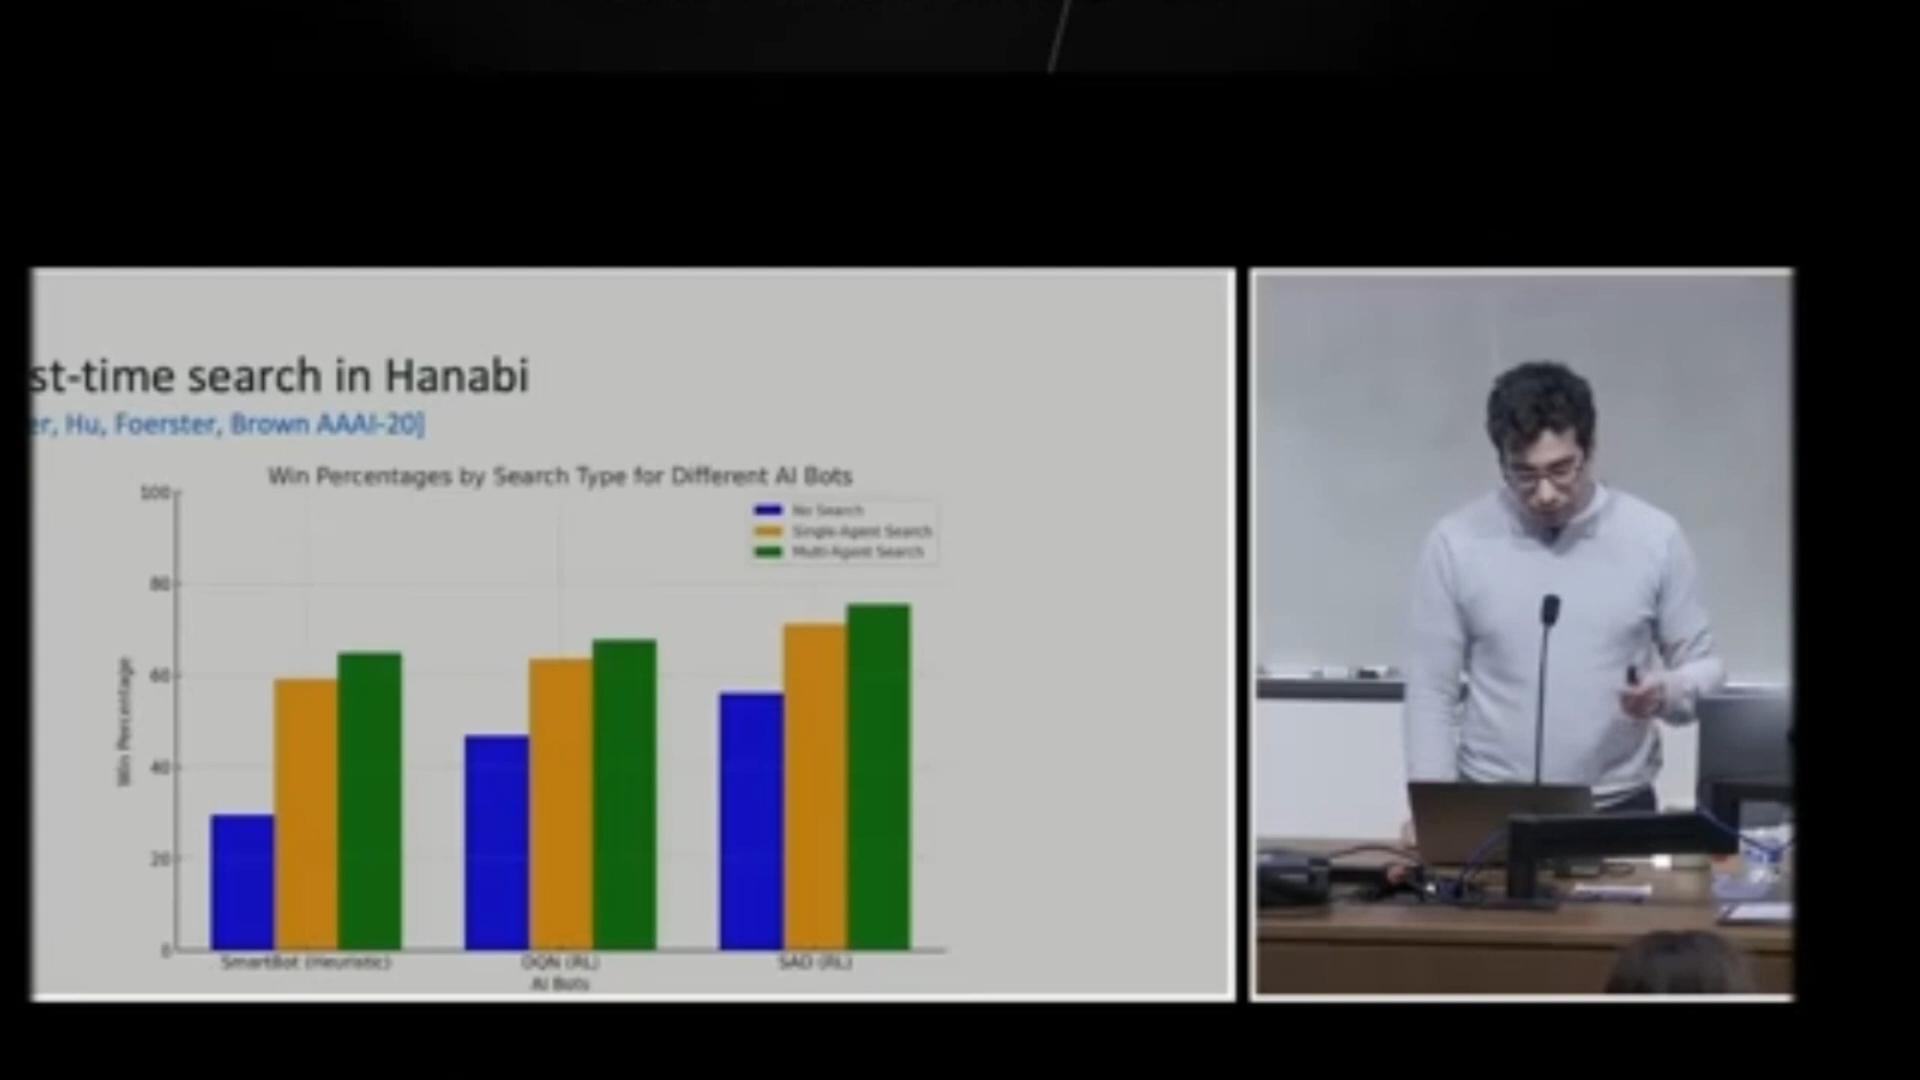 st-time search in Hanabi
er, Hu, Foerster, Brown AAAI-20]
Win Percentages by Search Type for Different AI Bots
100
No Search
Single-Agent Search
Multi-Agent Search
80
60
40
20
0
Win Percentage
SmartBot (Heuristic)
DQN (RL)
SAD (RL)
AI Bots